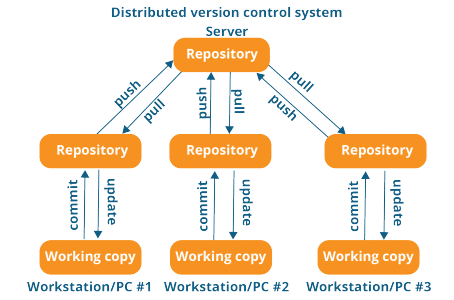 Distributed version control system
Server
Repository
push
pull
push
pull
push
pull
Repository
Repository
Repository
commit
update
commit
update
commit
update
Working copy
Working copy
Working copy
Workstation/PC #1
Workstation/PC #2
Workstation/PC #3